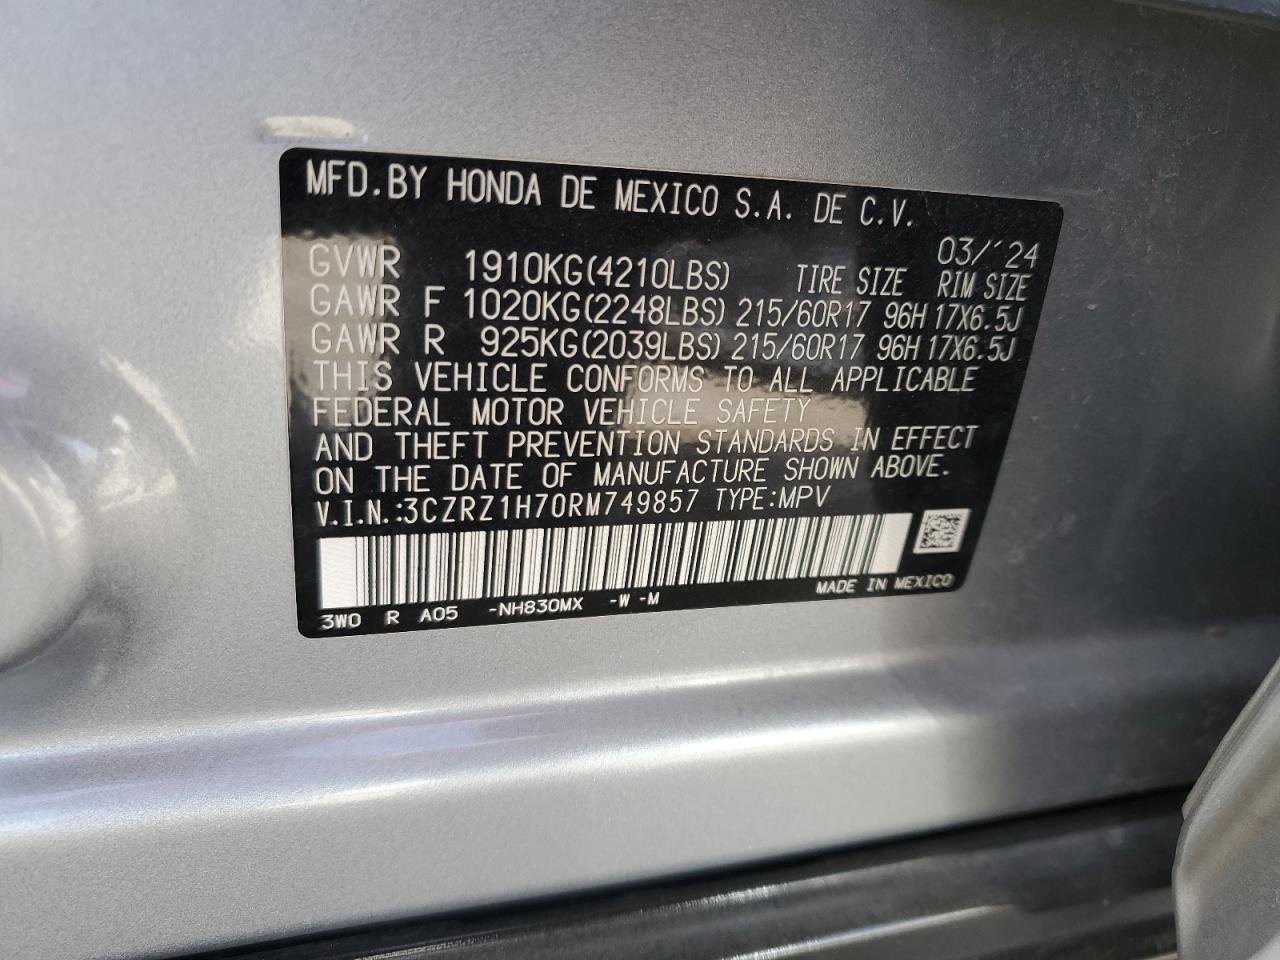 MFD.BY HONDA DE MEXICO S.A. DE C.V.
03/´24
GVWR 1910KG(4210LBS) TIRE SIZE RIM SIZE
GAWR F 1020KG(2248LBS) 215/60R17 96H 17X6.5J
GAWR R 925KG(2039LBS) 215/60R17 96H 17X6.5J
THIS VEHICLE CONFORMS TO ALL APPLICABLE
FEDERAL MOTOR VEHICLE SAFETY
AND THEFT PREVENTION STANDARDS IN EFFECT
ON THE DATE OF MANUFACTURE SHOWN ABOVE.
V.I.N.:3CZRZ1H70RM749857 TYPE:MPV
MADE IN MEXICO
3W0 R A05 -NH830MX -W -M